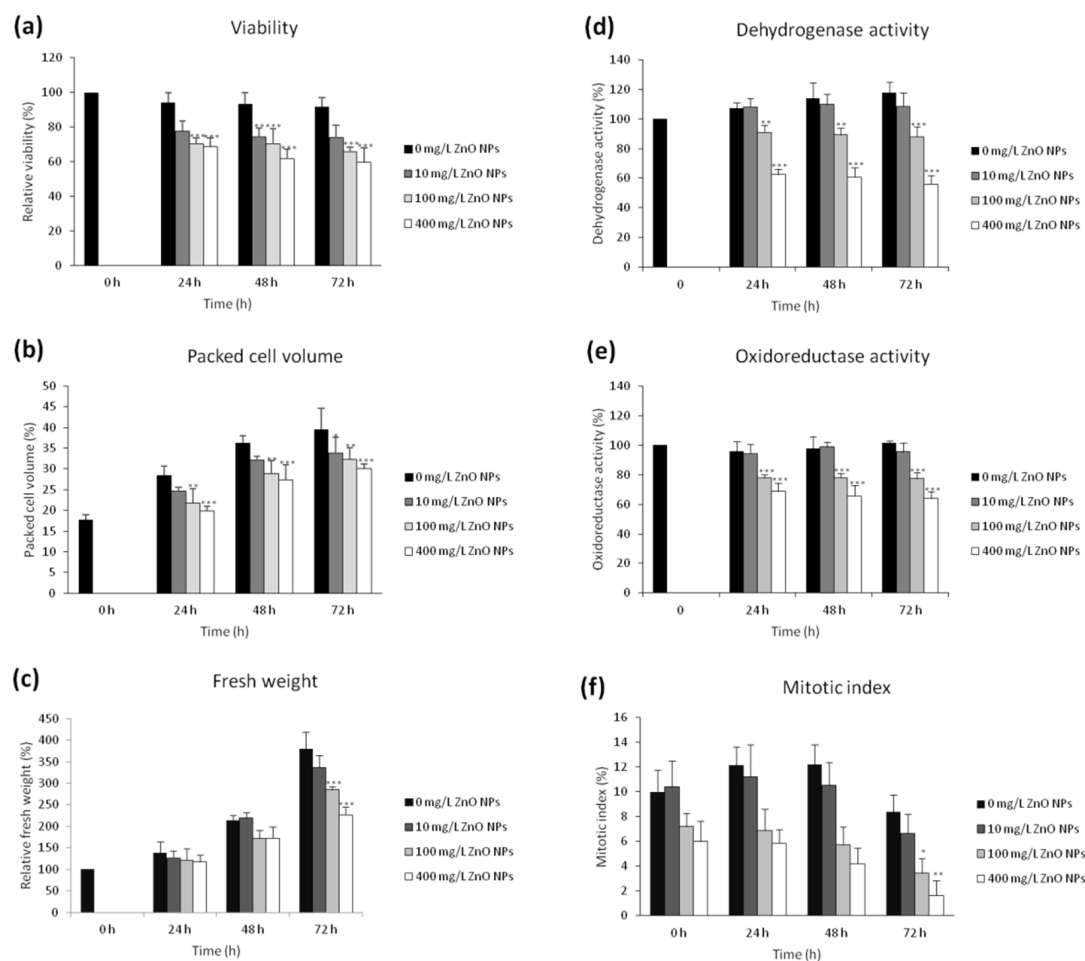 (a)
Viability
Relative viability (%)
120
100
80
60
40
20
0
*** ***
*** ***
***
*** ***
0 h
24 h
48 h
72 h
Time (h)
0 mg/L ZnO NPs
10 mg/L ZnO NPs
100 mg/L ZnO NPs
400 mg/L ZnO NPs
(b)
Packed cell volume
Packed cell volume (%)
50
45
40
35
30
25
20
15
10
5
0
**
***
**
***
*
**
***
0 h
24 h
48 h
72 h
Time (h)
0 mg/L ZnO NPs
10 mg/L ZnO NPs
100 mg/L ZnO NPs
400 mg/L ZnO NPs
(c)
Fresh weight
Relative fresh weight (%)
450
400
350
300
250
200
150
100
50
0
***
***
0 h
24 h
48 h
72 h
Time (h)
0 mg/L ZnO NPs
10 mg/L ZnO NPs
100 mg/L ZnO NPs
400 mg/L ZnO NPs
(d)
Dehydrogenase activity
Dehydrogenase activity (%)
140
120
100
80
60
40
20
0
**
***
**
***
***
***
0
24 h
48 h
72 h
Time (h)
0 mg/L ZnO NPs
10 mg/L ZnO NPs
100 mg/L ZnO NPs
400 mg/L ZnO NPs
(e)
Oxidoreductase activity
Oxidoreductase activity (%)
140
120
100
80
60
40
20
0
***
***
***
***
***
***
0
24 h
48 h
72 h
Time (h)
0 mg/L ZnO NPs
10 mg/L ZnO NPs
100 mg/L ZnO NPs
400 mg/L ZnO NPs
(f)
Mitotic index
Mitotic index (%)
16
14
12
10
8
6
4
2
0
*
**
0 h
24 h
48 h
72 h
Time (h)
0 mg/L ZnO NPs
10 mg/L ZnO NPs
100 mg/L ZnO NPs
400 mg/L ZnO NPs